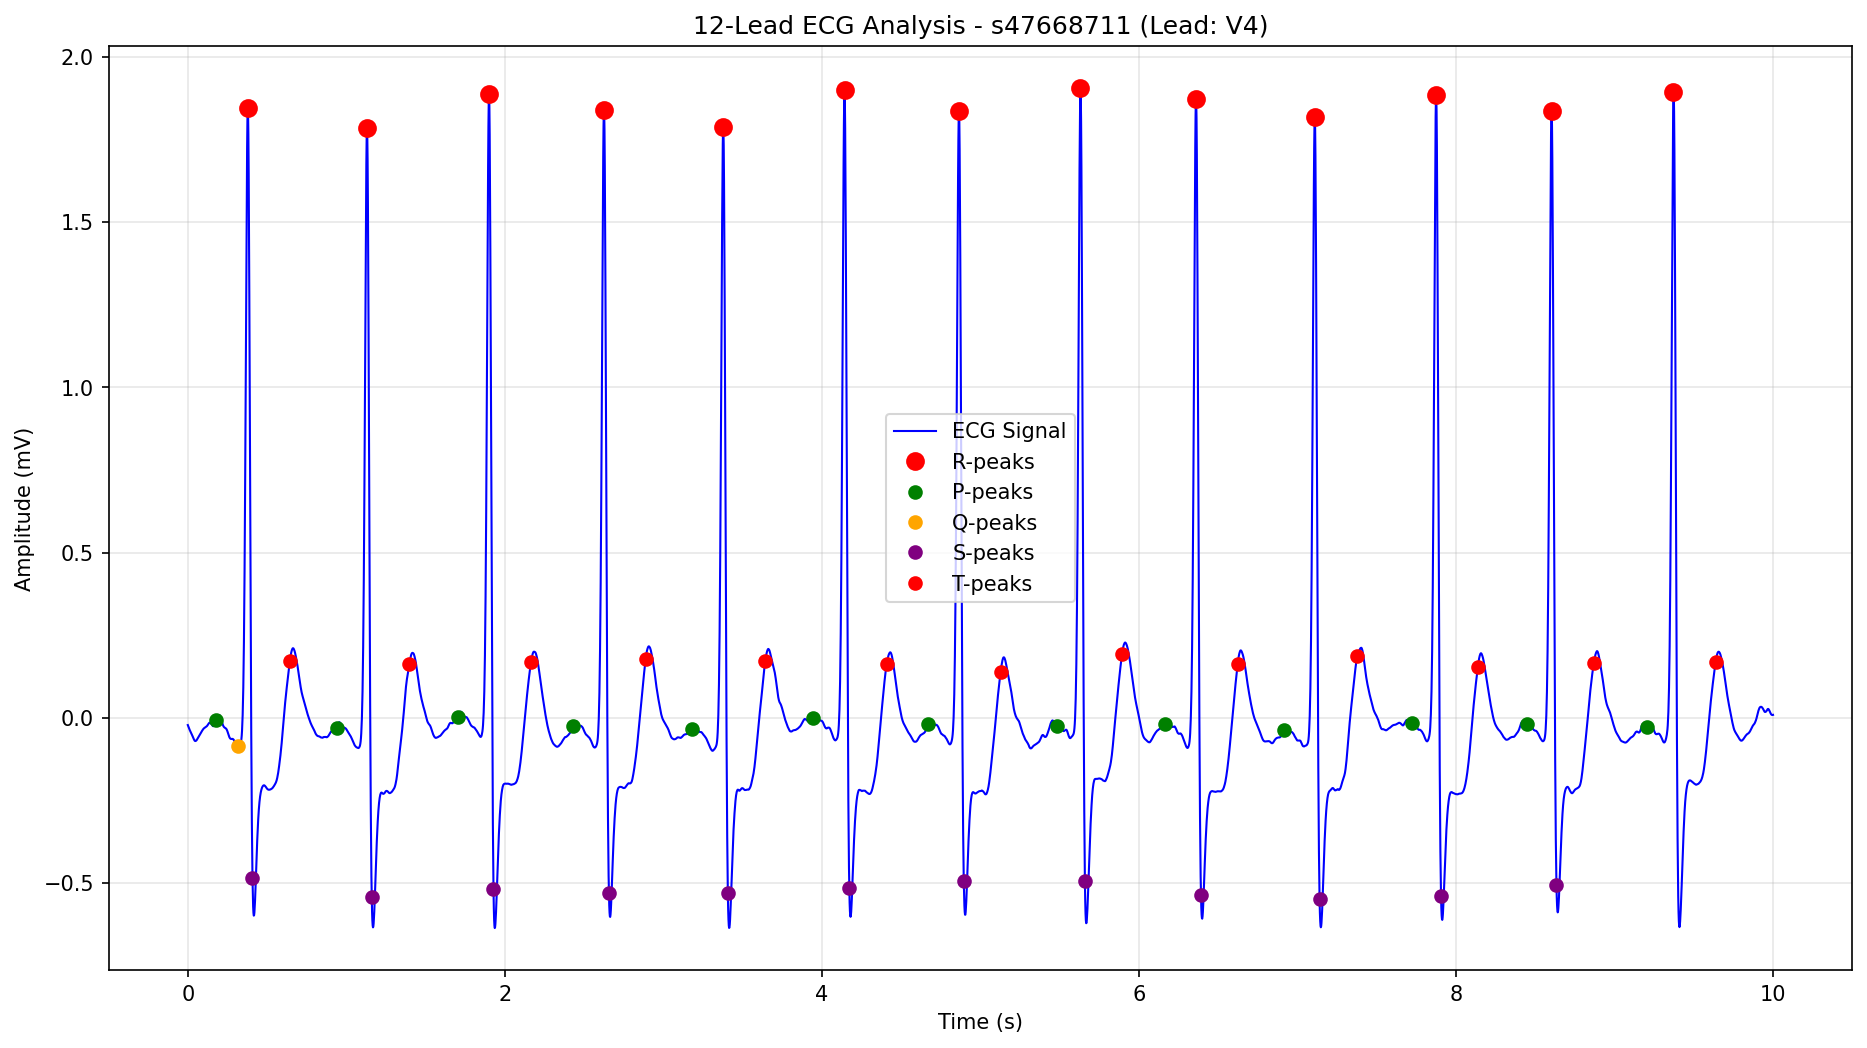 12-Lead ECG Analysis - s47668711 (Lead: V4)
2.0
1.5
1.0
0.5
0.0
−0.5
Amplitude (mV)
ECG Signal
R-peaks
P-peaks
Q-peaks
S-peaks
T-peaks
0 2 4 6 8 10
Time (s)